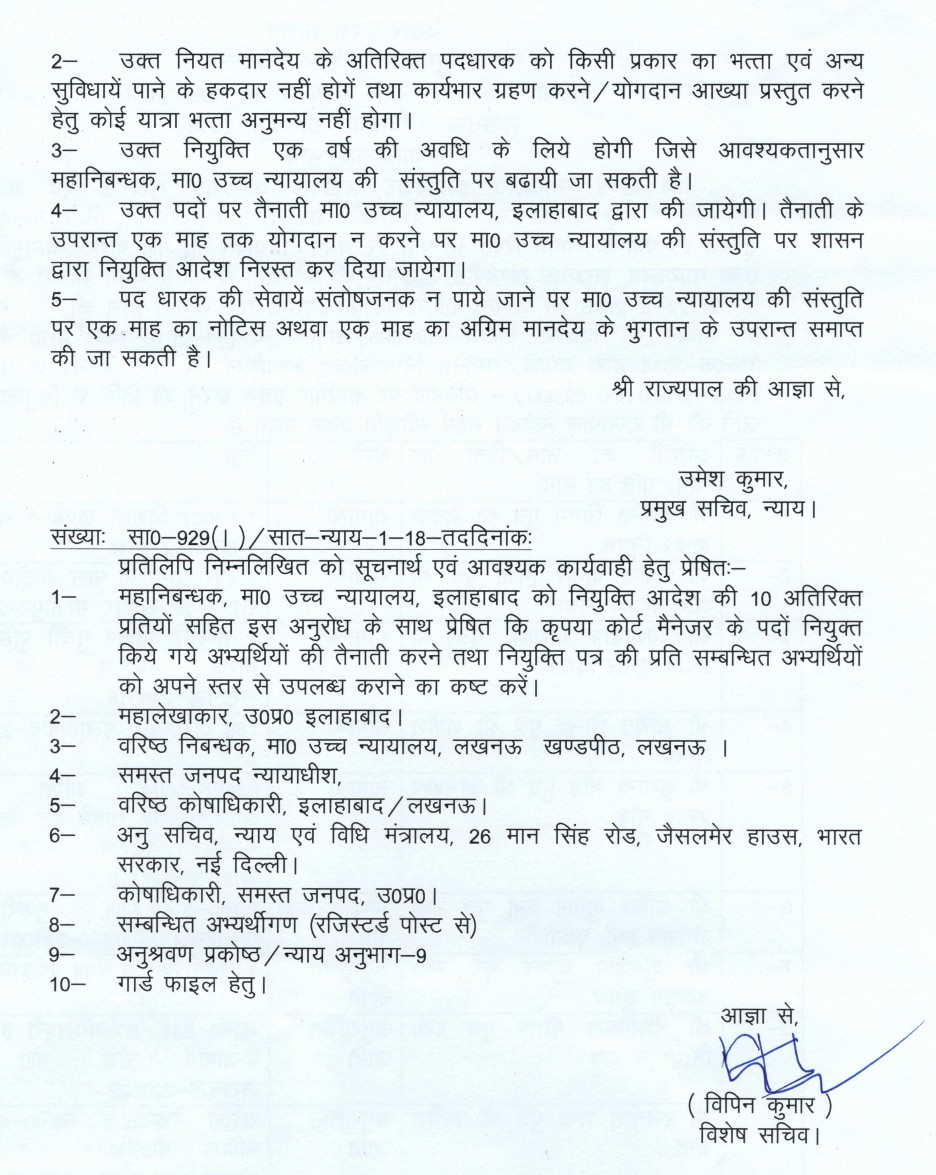 2— उक्त नियत मानदेय के अतिरिक्त पदधारक को किसी प्रकार का भत्ता एवं अन्य
सुविधायें पाने के हकदार नहीं होगें तथा कार्यभार ग्रहण करने/योगदान आख्या प्रस्तुत करने
हेतु कोई यात्रा भत्ता अनुमन्य नहीं होगा।
3— उक्त नियुक्ति एक वर्ष की अवधि के लिये होगी जिसे आवश्यकतानुसार
महानिबन्धक, मा0 उच्च न्यायालय की संस्तुति पर बढायी जा सकती है।
4— उक्त पदों पर तैनाती मा0 उच्च न्यायालय, इलाहाबाद द्वारा की जायेगी। तैनाती के
उपरान्त एक माह तक योगदान न करने पर मा0 उच्च न्यायालय की संस्तुति पर शासन
द्वारा नियुक्ति आदेश निरस्त कर दिया जायेगा।
5— पद धारक की सेवायें संतोषजनक न पाये जाने पर मा0 उच्च न्यायालय की संस्तुति
पर एक माह का नोटिस अथवा एक माह का अग्रिम मानदेय के भुगतान के उपरान्त समाप्त
की जा सकती है।
श्री राज्यपाल की आज्ञा से,
उमेश कुमार,
प्रमुख सचिव, न्याय।
संख्याः सा0—929(।)/सात—न्याय—1—18—तददिनांकः
प्रतिलिपि निम्नलिखित को सूचनार्थ एवं आवश्यक कार्यवाही हेतु प्रेषितः—
1— महानिबन्धक, मा0 उच्च न्यायालय, इलाहाबाद को नियुक्ति आदेश की 10 अतिरिक्त
प्रतियों सहित इस अनुरोध के साथ प्रेषित कि कृपया कोर्ट मैनेजर के पदों नियुक्त
किये गये अभ्यर्थियों की तैनाती करने तथा नियुक्ति पत्र की प्रति सम्बन्धित अभ्यर्थियों
को अपने स्तर से उपलब्ध कराने का कष्ट करें।
2— महालेखाकार, उ0प्र0 इलाहाबाद।
3— वरिष्ठ निबन्धक, मा0 उच्च न्यायालय, लखनऊ खण्डपीठ, लखनऊ ।
4— समस्त जनपद न्यायाधीश,
5— वरिष्ठ कोषाधिकारी, इलाहाबाद/लखनऊ।
6— अनु सचिव, न्याय एवं विधि मंत्रालय, 26 मान सिंह रोड, जैसलमेर हाउस, भारत
सरकार, नई दिल्ली।
7— कोषाधिकारी, समस्त जनपद, उ0प्र0।
8— सम्बन्धित अभ्यर्थीगण (रजिस्टर्ड पोस्ट से)
9— अनुश्रवण प्रकोष्ठ/न्याय अनुभाग—9
10— गार्ड फाइल हेतु।
आज्ञा से,
( विपिन कुमार )
विशेष सचिव।